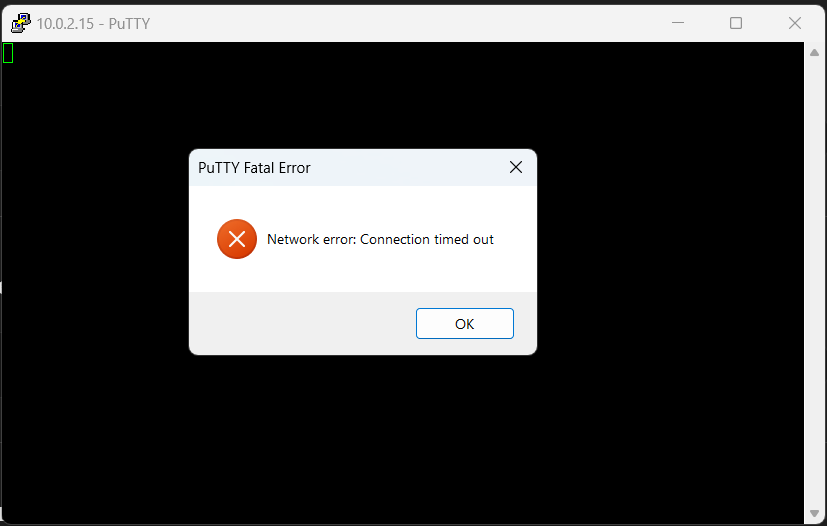 10.0.2.15 - PuTTY
PuTTY Fatal Error
Network error: Connection timed out
OK